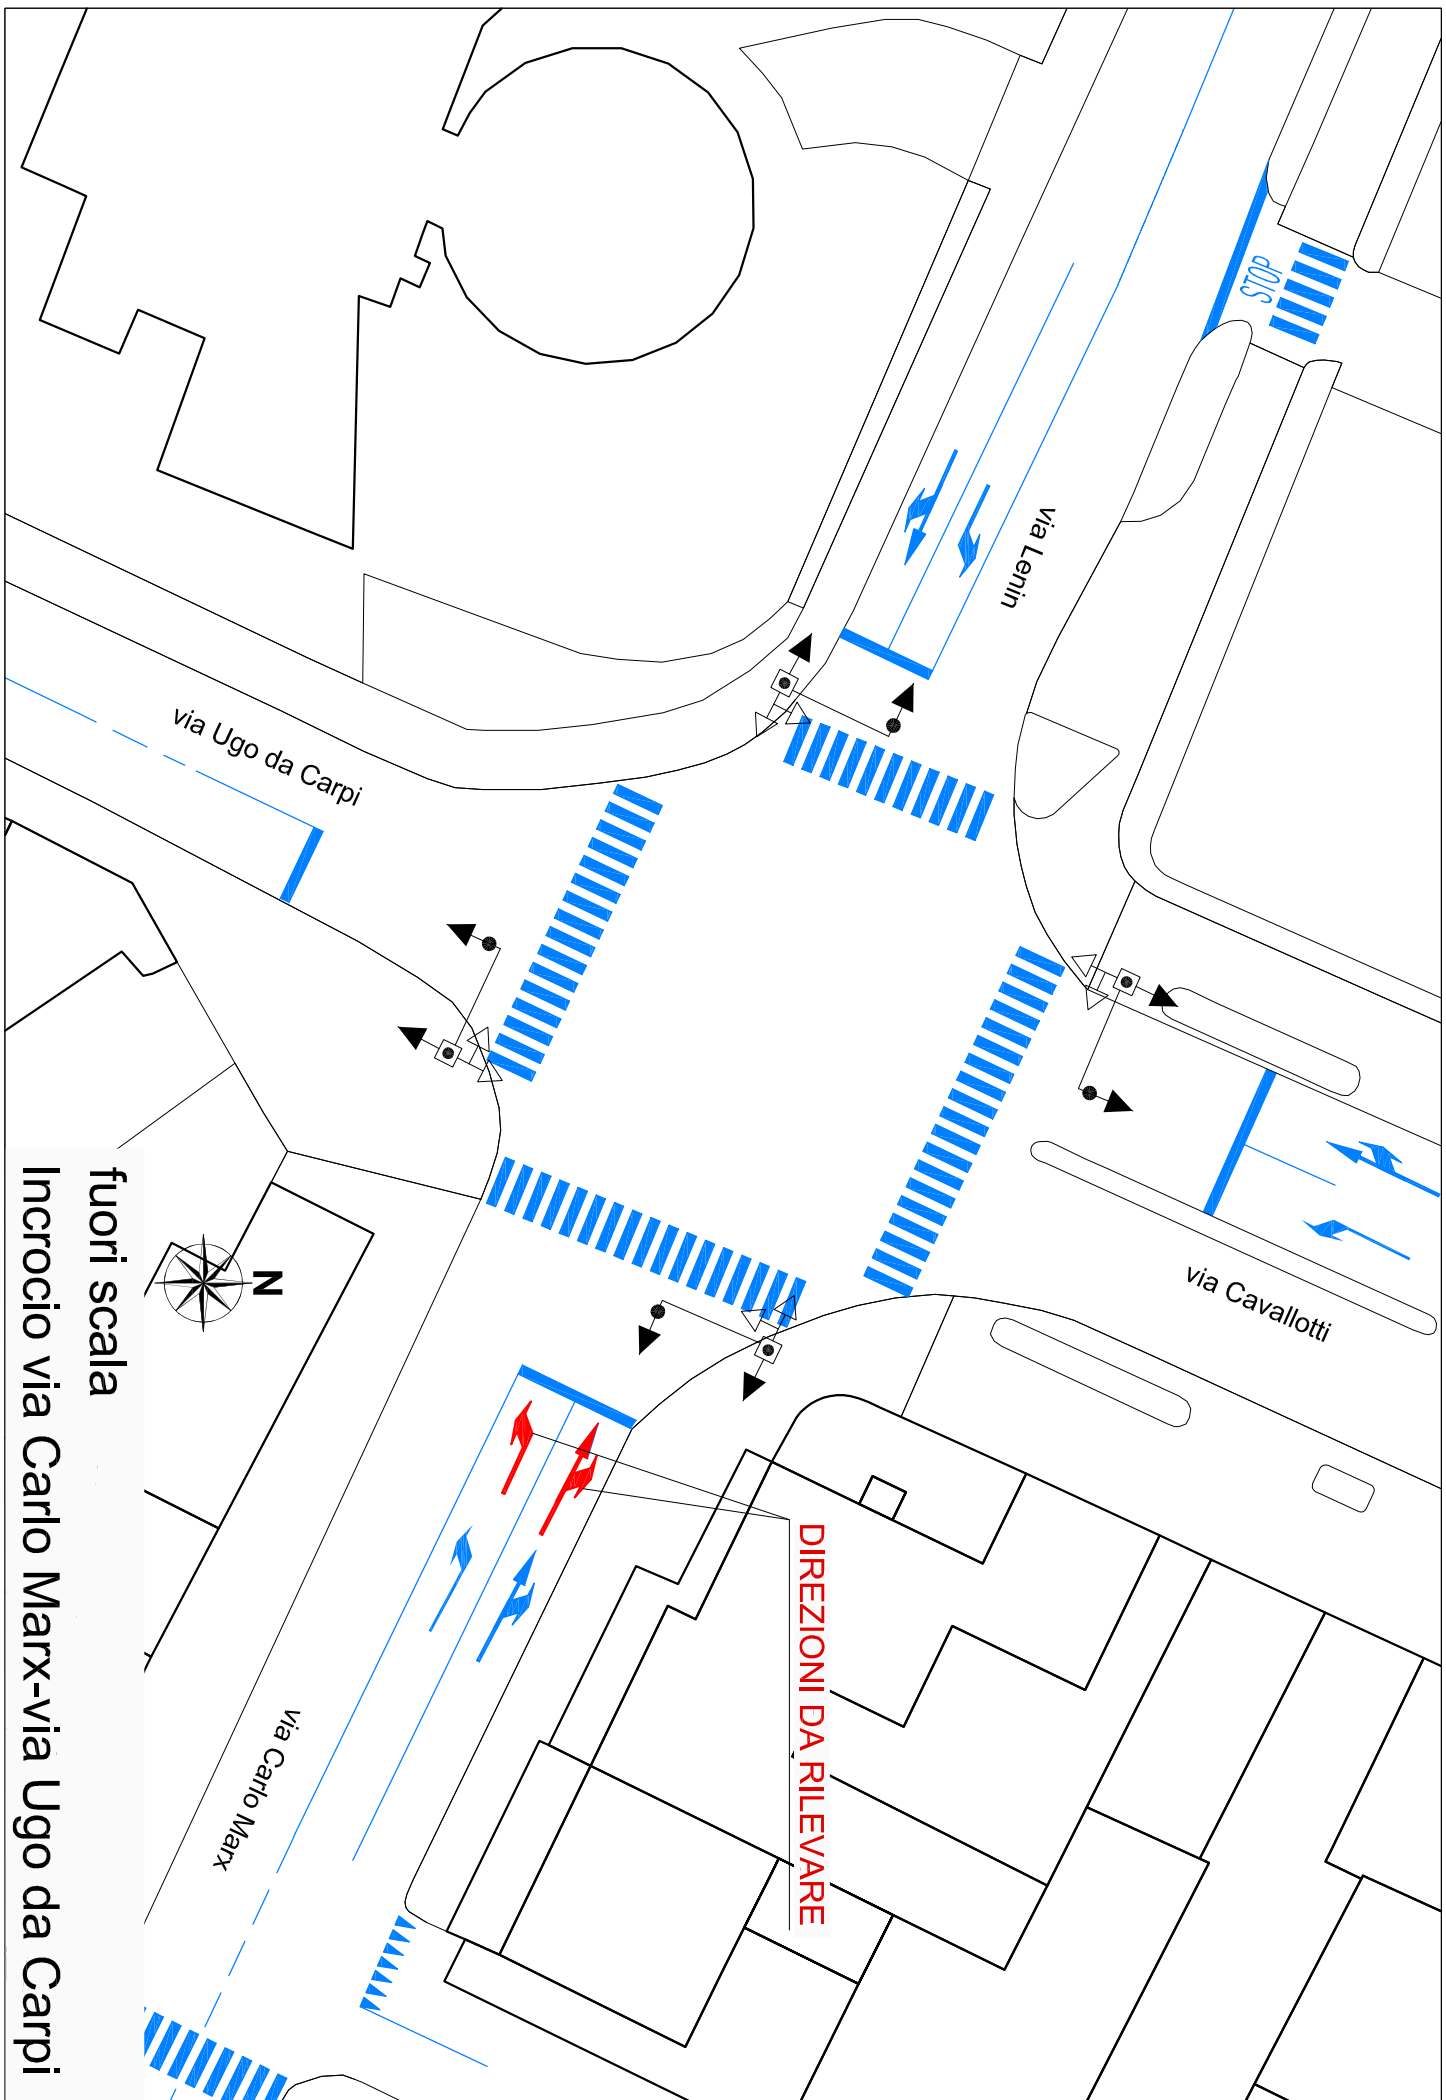 STOP
via Lenin
via Ugo da Carpi
via Cavallotti
DIREZIONI DA RILEVARE
via Carlo Marx
N
fuori scala
Incrocio via Carlo Marx-via Ugo da Carpi